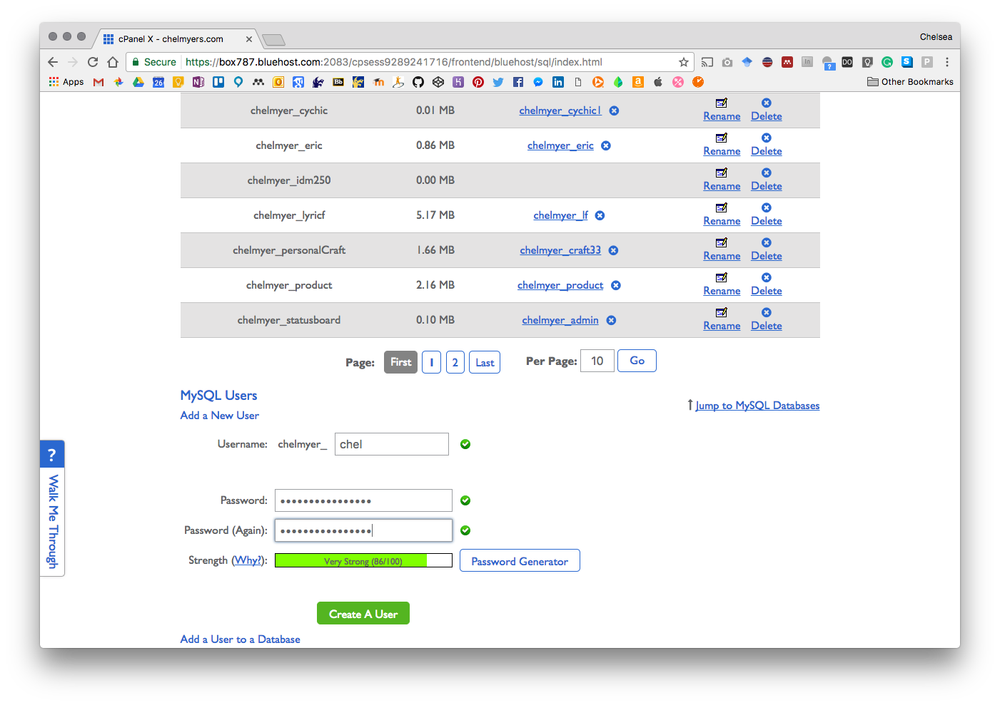 cPanel X - chelmyers.com
Chelsea
Secure https://box787.bluehost.com:2083/cpsess9289241716/frontend/bluehost/sql/index.html
Apps 26 N Bb m Other Bookmarks
chelmyer_cychic 0.01 MB chelmyer_cychic1 Rename Delete
chelmyer_eric 0.86 MB chelmyer_eric Rename Delete
chelmyer_idm250 0.00 MB Rename Delete
chelmyer_lyricf 5.17 MB chelmyer_lf Rename Delete
chelmyer_personalCraft 1.66 MB chelmyer_craft33 Rename Delete
chelmyer_product 2.16 MB chelmyer_product Rename Delete
chelmyer_statusboard 0.10 MB chelmyer_admin Rename Delete
Page: First 1 2 Last Per Page: 10 Go
MySQL Users
Jump to MySQL Databases
Add a New User
Username: chelmyer_ chel
Password: ••••••••••••••••
Password (Again): ••••••••••••••••
Strength (Why?): Very Strong (86/100) Password Generator
Create A User
Add a User to a Database
? Walk Me Through